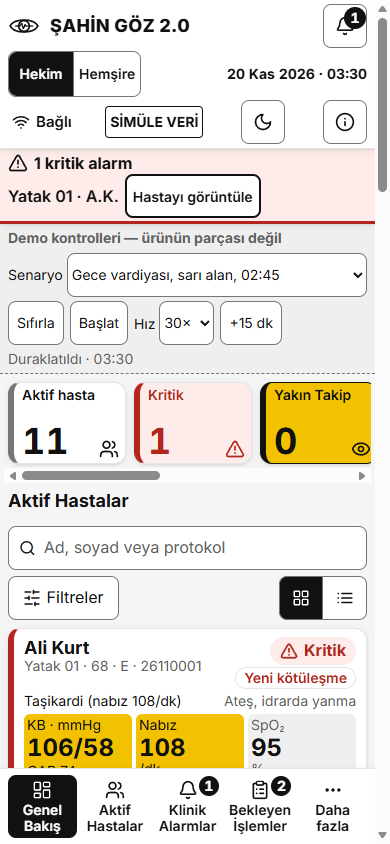 ŞAHİN GÖZ 2.0
1
Hekim Hemşire
20 Kas 2026 · 03:30
Bağlı
SİMÜLE VERİ
1 kritik alarm
Yatak 01 · A.K. Hastayı görüntüle
Demo kontrolleri — ürünün parçası değil
Senaryo Gece vardiyası, sarı alan, 02:45
Sıfırla Başlat Hız 30× +15 dk
Duraklatıldı · 03:30
Aktif hasta Kritik Yakın Takip
11 1 0
Aktif Hastalar
Ad, soyad veya protokol
Filtreler
Ali Kurt Kritik
Yatak 01 · 68 · E · 26110001
Yeni kötüleşme
Taşikardi (nabız 108/dk) Ateş, idrarda yanma
KB · mmHg Nabız SpO₂
106/58 108 95
1 2
Genel Bakış
Aktif Hastalar
Klinik Alarmlar
Bekleyen İşlemler
Daha fazla